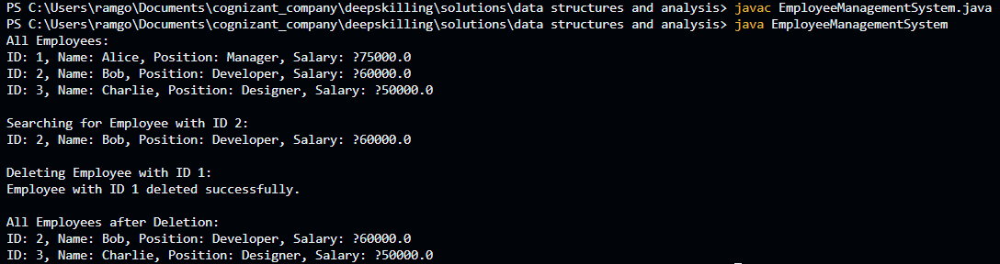 PS C:\Users\ramgo\Documents\cognizant_company\deepskilling\solutions\data structures and analysis> javac EmployeeManagementSystem.java
PS C:\Users\ramgo\Documents\cognizant_company\deepskilling\solutions\data structures and analysis> java EmployeeManagementSystem
All Employees:
ID: 1, Name: Alice, Position: Manager, Salary: ?75000.0
ID: 2, Name: Bob, Position: Developer, Salary: ?60000.0
ID: 3, Name: Charlie, Position: Designer, Salary: ?50000.0

Searching for Employee with ID 2:
ID: 2, Name: Bob, Position: Developer, Salary: ?60000.0

Deleting Employee with ID 1:
Employee with ID 1 deleted successfully.

All Employees after Deletion:
ID: 2, Name: Bob, Position: Developer, Salary: ?60000.0
ID: 3, Name: Charlie, Position: Designer, Salary: ?50000.0